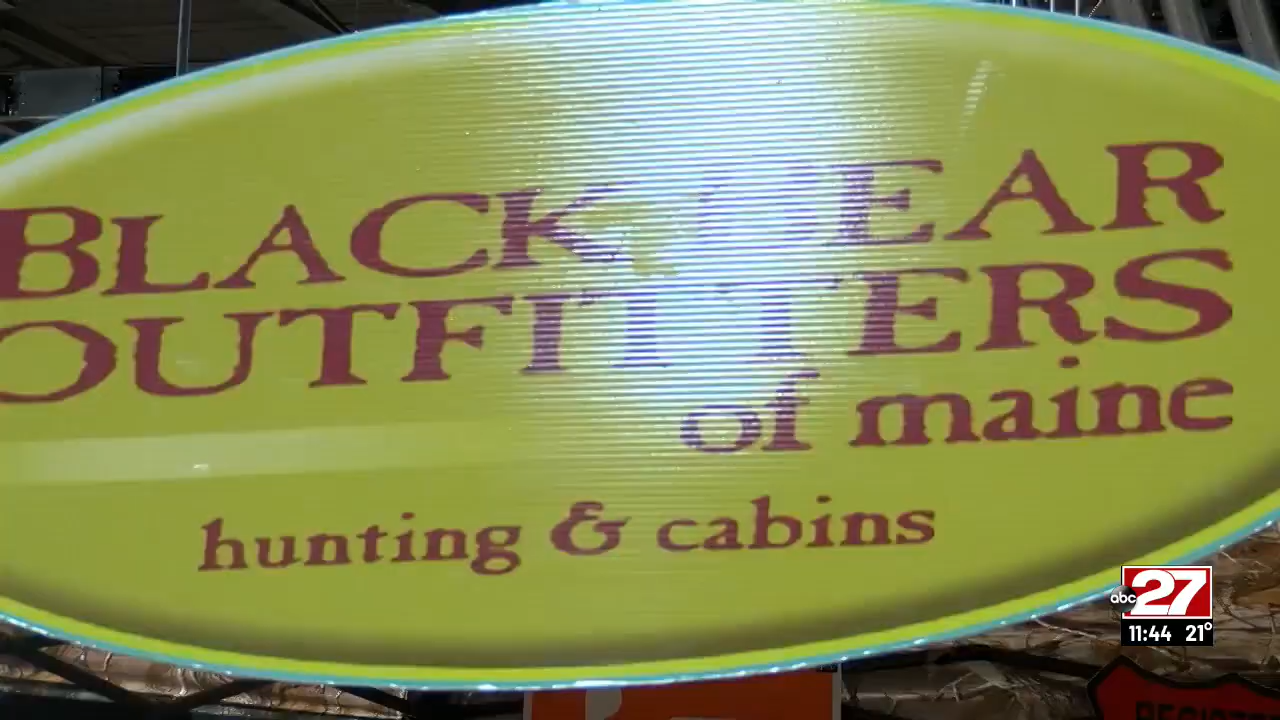 BLACK BEAR
OUTFITTERS
of maine
hunting & cabins
abc 27
11:44 21°